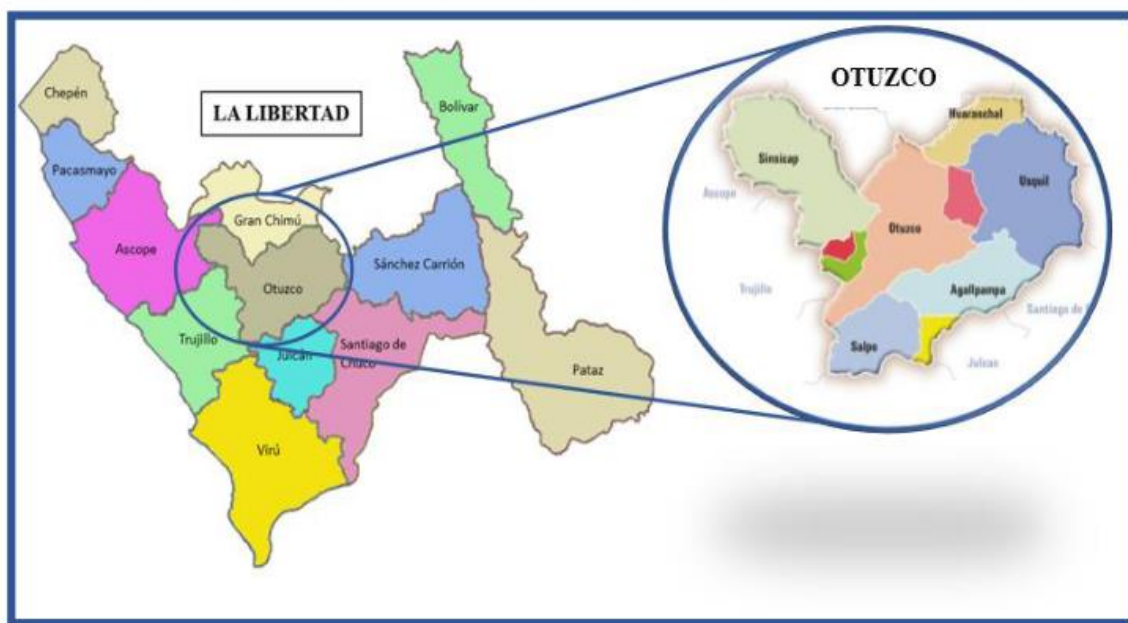 LA LIBERTAD
Chepén
Pacasmayo
Ascope
Gran Chimú
Bolívar
Otuzco
Sánchez Carrión
Trujillo
Julcán
Santiago de
Chuco
Pataz
Virú
OTUZCO
Huaranchal
Sinsicap
Usquil
Ascope
Otuzco
Trujillo
Agallpampa
Santiago de
Salpo
Julcan